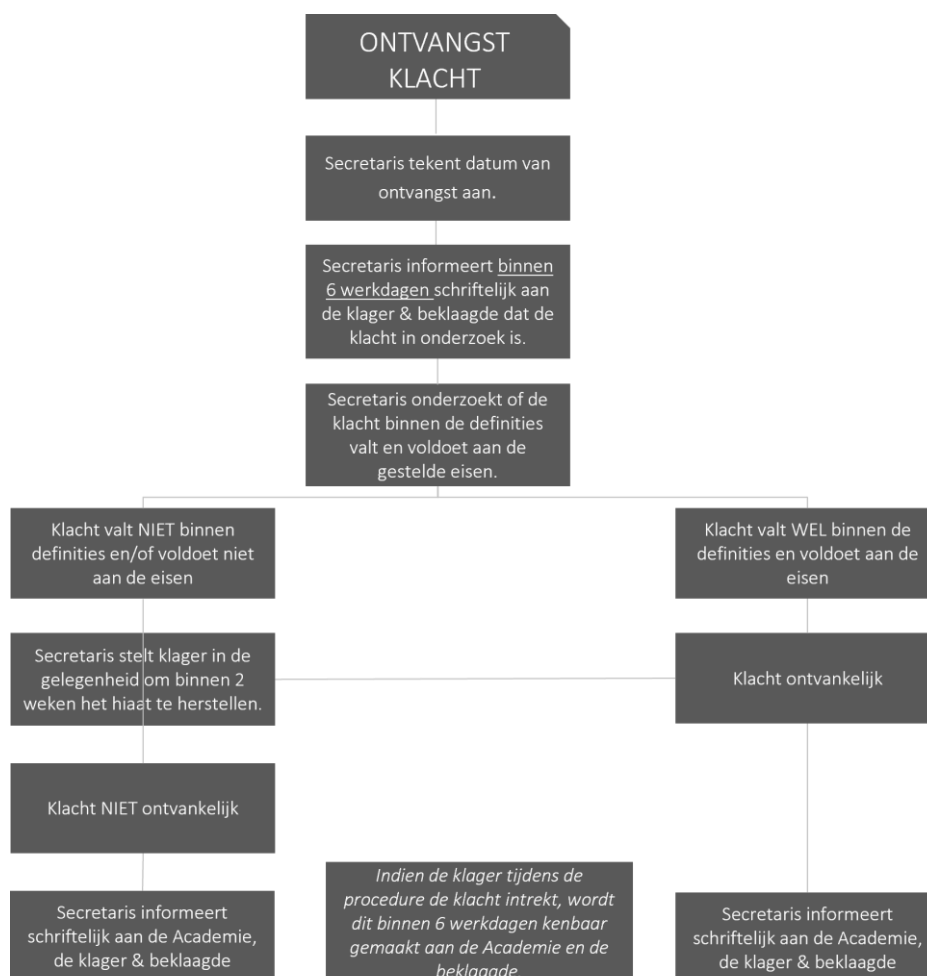 ONTVANGST
KLACHT
Secretaris tekent datum van
ontvangst aan.
Secretaris informeert binnen
6 werkdagen schriftelijk aan
de klager & beklaagde dat de
klacht in onderzoek is.
Secretaris onderzoekt of de
klacht binnen de definities
valt en voldoet aan de
gestelde eisen.
Klacht valt NIET binnen
definities en/of voldoet niet
aan de eisen
Klacht valt WEL binnen de
definities en voldoet aan de
eisen
Secretaris stelt klager in de
gelegenheid om binnen 2
weken het hiaat te herstellen.
Klacht ontvankelijk
Klacht NIET ontvankelijk
Secretaris informeert
schriftelijk aan de Academie,
de klager & beklaagde
Indien de klager tijdens de
procedure de klacht intrekt, wordt
dit binnen 6 werkdagen kenbaar
gemaakt aan de Academie en de
beklaagde.
Secretaris informeert
schriftelijk aan de Academie,
de klager & beklaagde